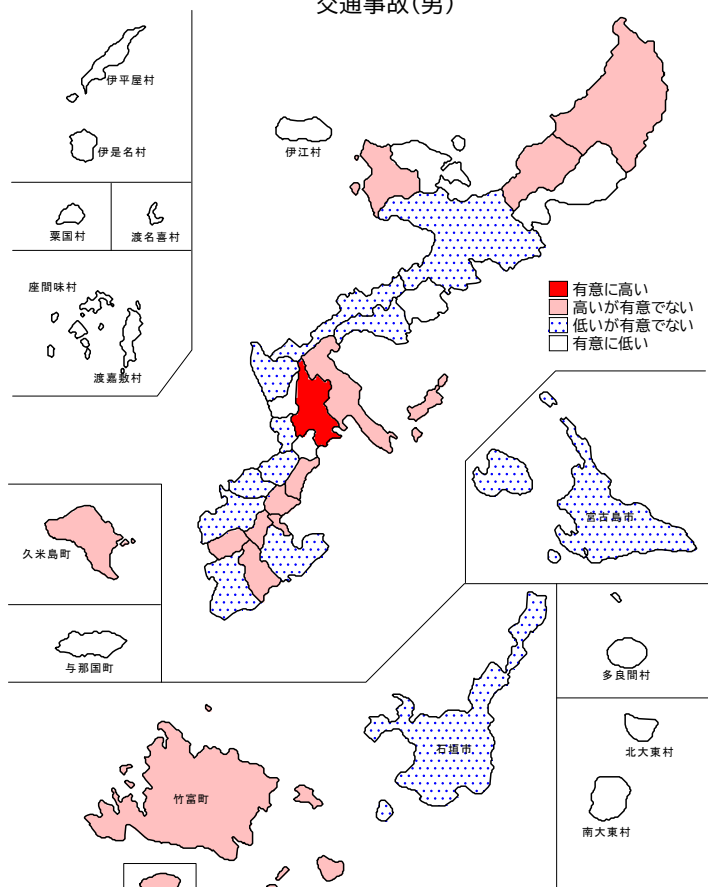 交通事故(男)
伊平屋村
伊是名村
伊江村
粟国村
渡名喜村
座間味村
渡嘉敷村
有意に高い
高いが有意でない
低いが有意でない
有意に低い
宮古島市
久米島町
与那国町
多良間村
石垣市
北大東村
竹富町
南大東村